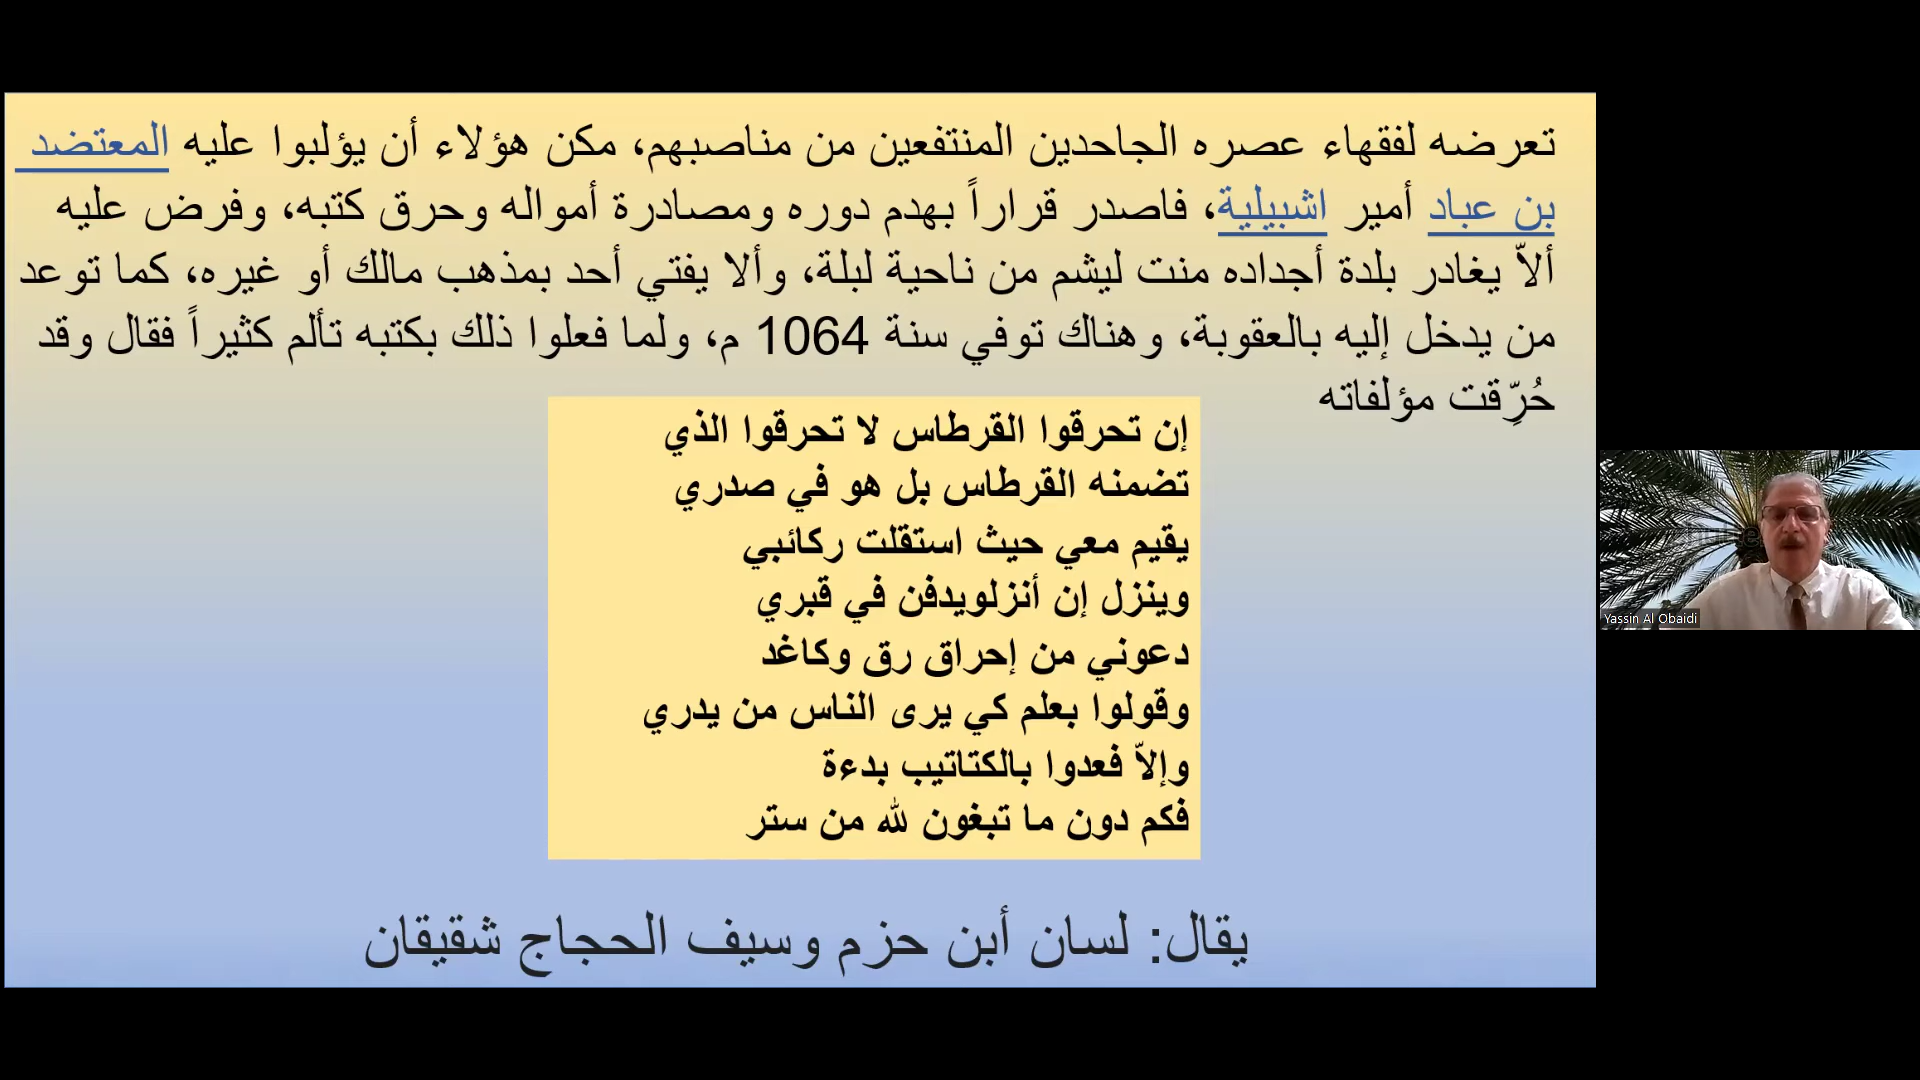 تعرضه لفقهاء عصره الجاحدين المنتفعين من مناصبهم، مكن هؤلاء أن يؤلبوا عليه المعتضد
بن عباد أمير اشبيلية، فاصدر قراراً بهدم دوره ومصادرة أمواله وحرق كتبه، وفرض عليه
ألاّ يغادر بلدة أجداده منت ليشم من ناحية لبلة، وألا يفتي أحد بمذهب مالك أو غيره، كما توعد
من يدخل إليه بالعقوبة، وهناك توفي سنة 1064 م، ولما فعلوا ذلك بكتبه تألم كثيراً فقال وقد
حُرِّقت مؤلفاته
إن تحرقوا القرطاس لا تحرقوا الذي
تضمنه القرطاس بل هو في صدري
يقيم معي حيث استقلت ركائبي
وينزل إن أنزلويدفن في قبري
دعوني من إحراق رق وكاغد
وقولوا بعلم كي يرى الناس من يدري
وإلاّ فعدوا بالكتاتيب بدءة
فكم دون ما تبغون لله من ستر
يقال: لسان أبن حزم وسيف الحجاج شقيقان
Yassin Al Obaidi